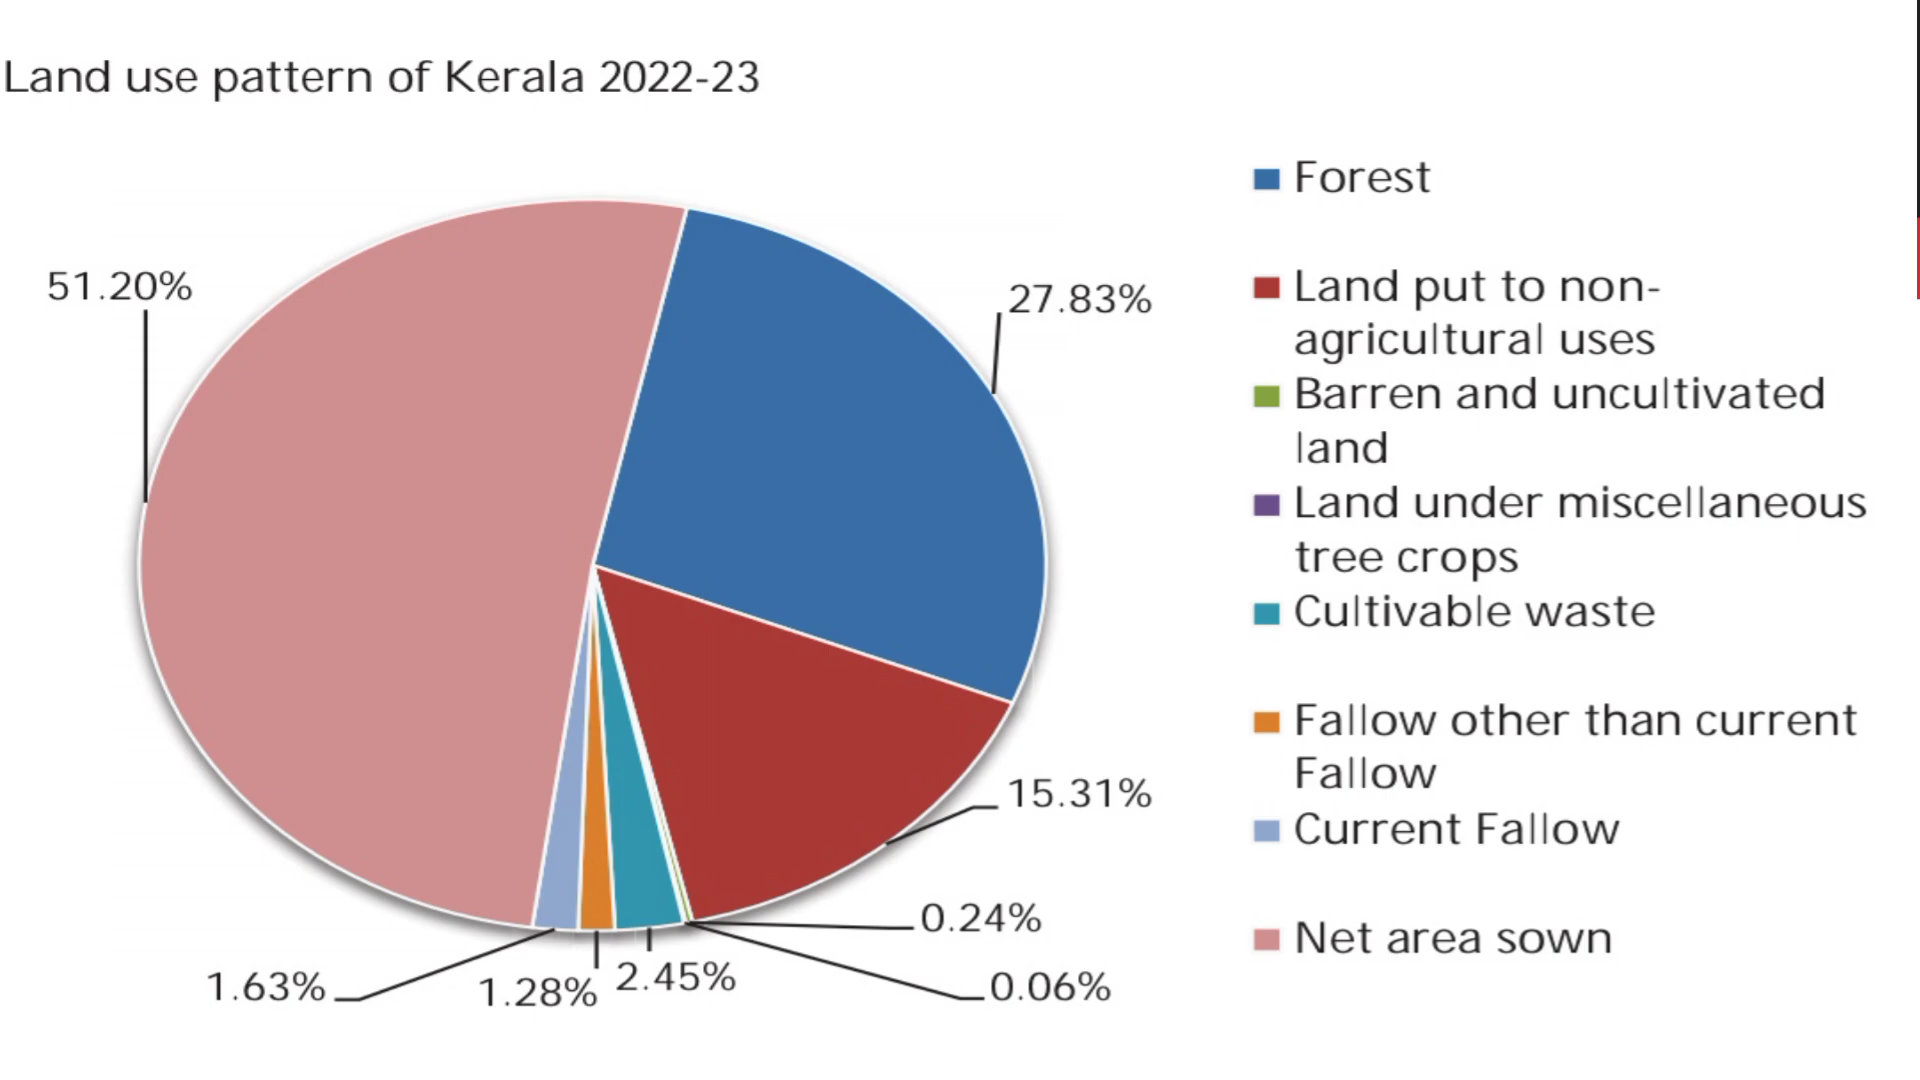 Land use pattern of Kerala 2022-23
51.20%
27.83%
15.31%
0.24%
0.06%
2.45%
1.28%
1.63%
Forest
Land put to non-
agricultural uses
Barren and uncultivated
land
Land under miscellaneous
tree crops
Cultivable waste
Fallow other than current
Fallow
Current Fallow
Net area sown